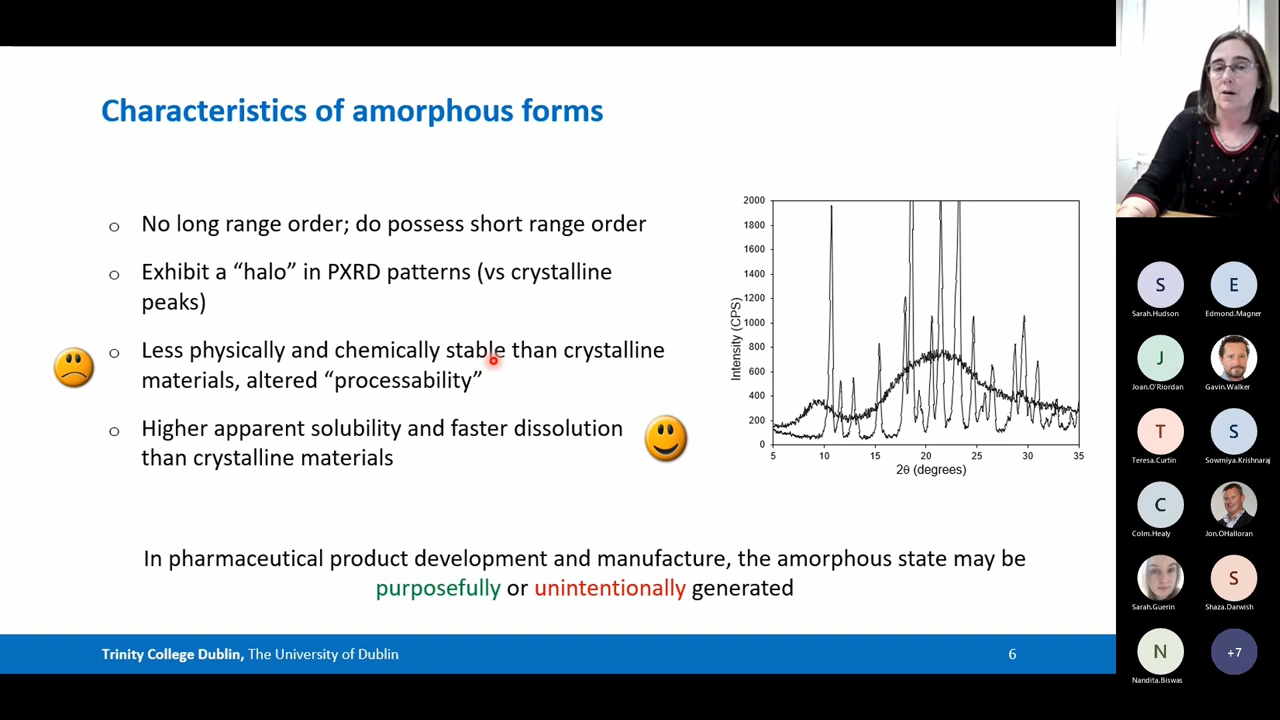 Characteristics of amorphous forms
o No long range order; do possess short range order
o Exhibit a “halo” in PXRD patterns (vs crystalline
peaks)
o Less physically and chemically stable than crystalline
materials, altered “processability”
o Higher apparent solubility and faster dissolution
than crystalline materials
Intensity (CPS)
2000
1800
1600
1400
1200
1000
800
600
400
200
0
5 10 15 20 25 30 35
2θ (degrees)
In pharmaceutical product development and manufacture, the amorphous state may be
purposefully or unintentionally generated
Trinity College Dublin, The University of Dublin 6
S E
Sarah.Hudson Edmond.Magner
J
Joan.O'Riordan Gavin.Walker
T S
Teresa.Curtin Sowmiya.Krishnaraj
C
Colm.Healy Jon.OHalloran
S
Sarah.Guerin Shaza.Darwish
N +7
Nandita.Biswas